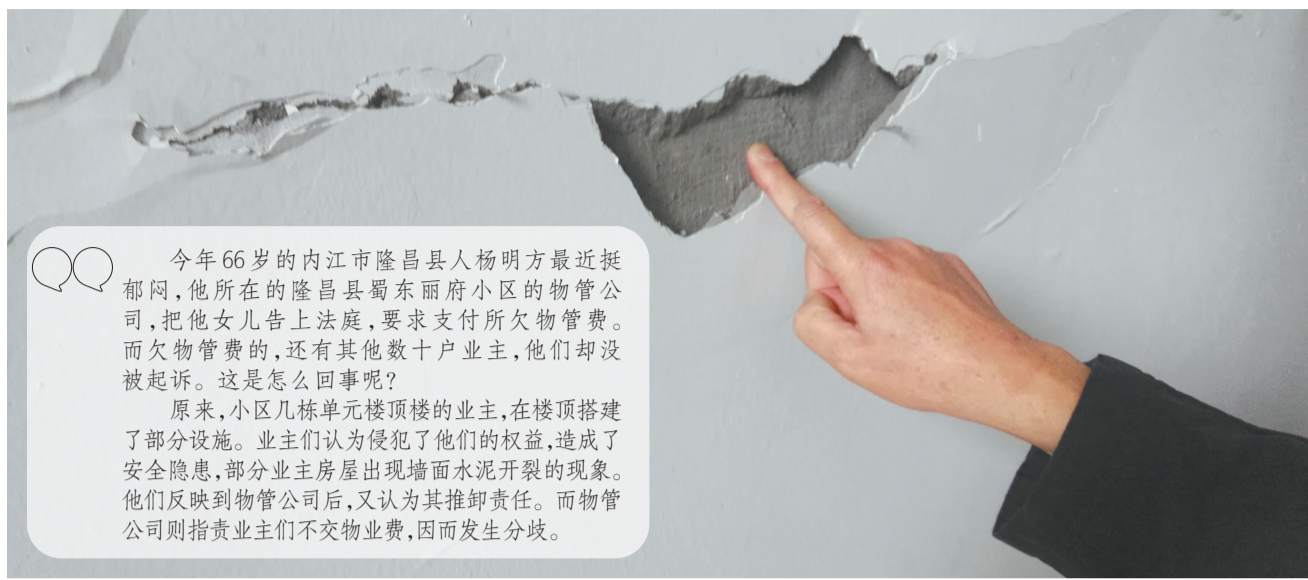 今年66岁的内江市隆昌县人杨明方最近挺
郁闷,他所在的隆昌县蜀东丽府小区的物管公
司,把他女儿告上法庭,要求支付所欠物管费。
而欠物管费的,还有其他数十户业主,他们却没
被起诉。这是怎么回事呢?
原来,小区几栋单元楼顶楼的业主,在楼顶搭建
了部分设施。业主们认为侵犯了他们的权益,造成了
安全隐患,部分业主房屋出现墙面水泥开裂的现象。
他们反映到物管公司后,又认为其推卸责任。而物管
公司则指责业主们不交物业费,因而发生分歧。